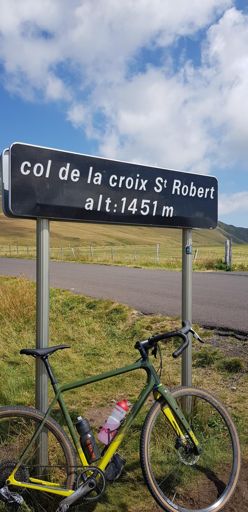 col de la croix St Robert
alt:1451 m